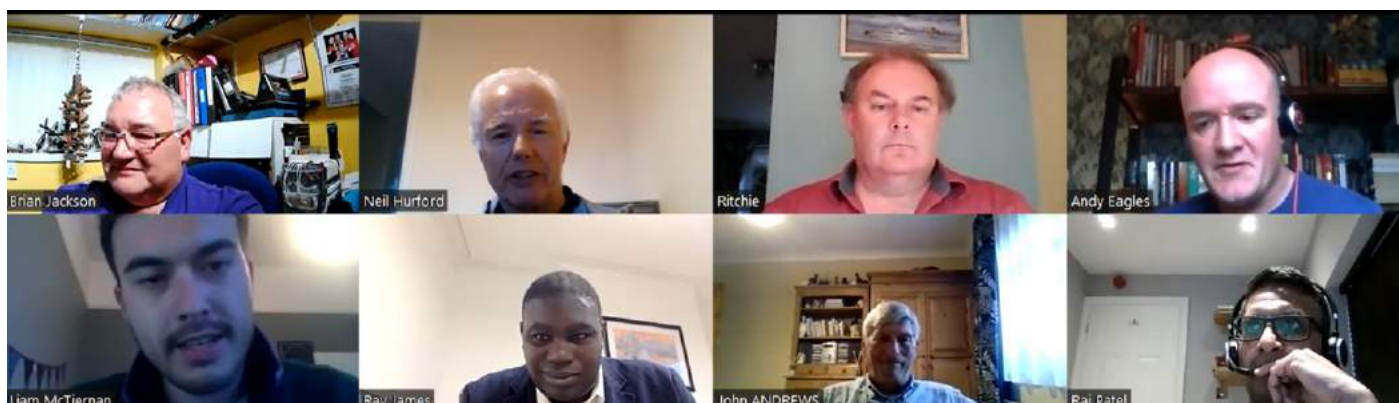 Brian Jackson
Neil Hurford
Ritchie
Andy Eagles
Liam McTiernan
Ray James
John ANDREWS
Raj Patel